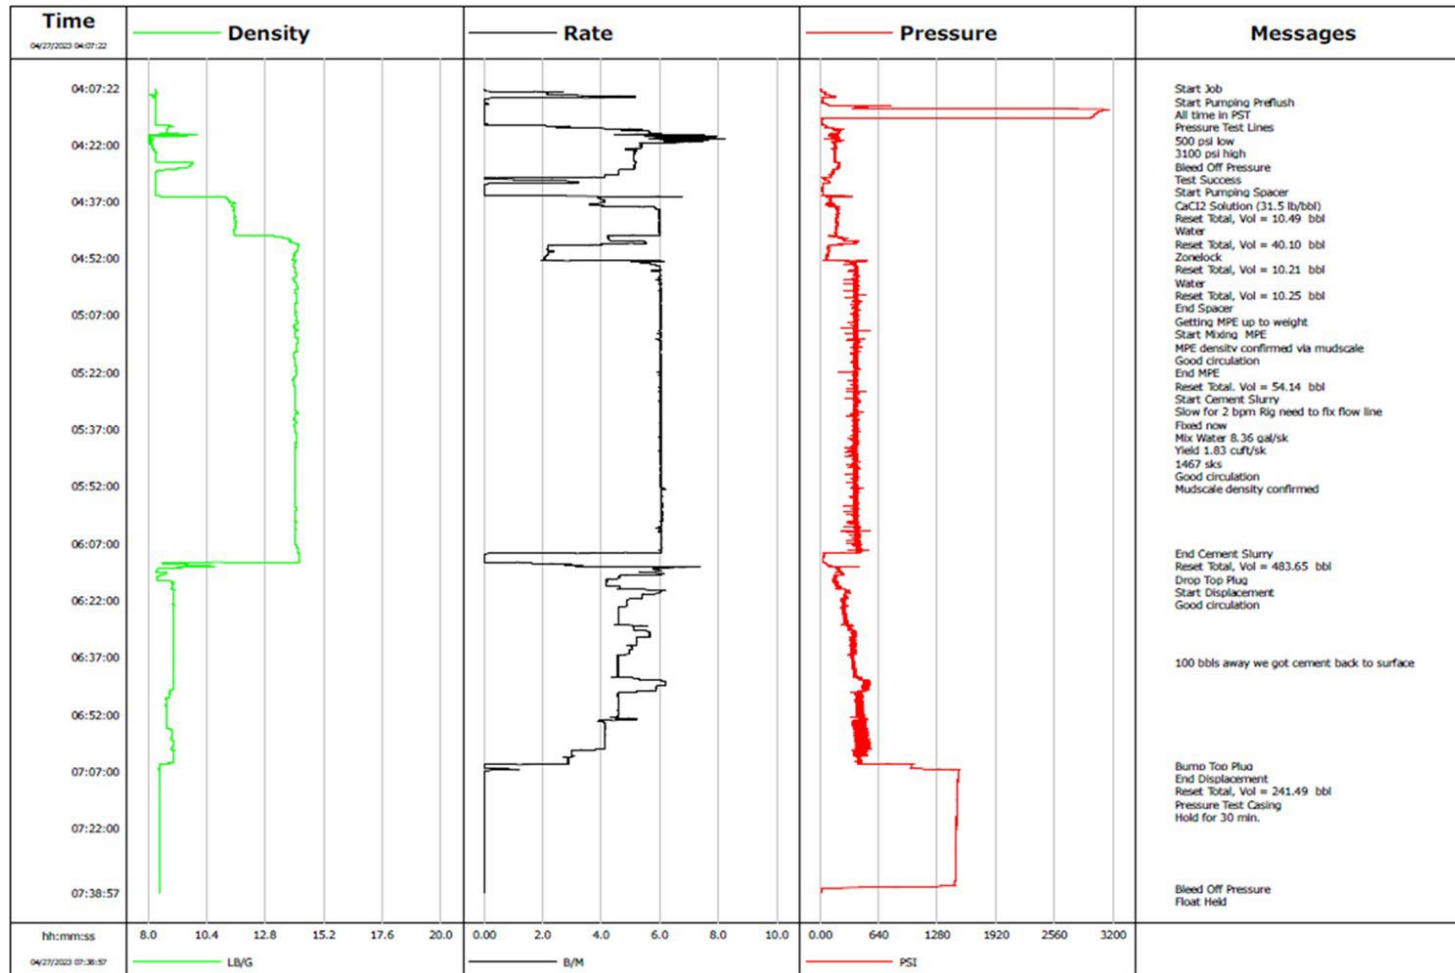 Time
04/27/2023 04:07:22
Density
Rate
Pressure
Messages
04:07:22
04:22:00
04:37:00
04:52:00
05:07:00
05:22:00
05:37:00
05:52:00
06:07:00
06:22:00
06:37:00
06:52:00
07:07:00
07:22:00
07:38:57
Start Job
Start Pumping Preflush
All time in PST
Pressure Test Lines
500 psi low
3100 psi high
Bleed Off Pressure
Test Success
Start Pumping Spacer
CaCl2 Solution (31.5 lb/bbl)
Reset Total, Vol = 10.49 bbl
Water
Reset Total, Vol = 40.10 bbl
Zonelock
Reset Total, Vol = 10.21 bbl
Water
Reset Total, Vol = 10.25 bbl
End Spacer
Getting MPE up to weight
Start Mixing MPE
MPE density confirmed via mudscale
Good circulation
End MPE
Reset Total, Vol = 54.14 bbl
Start Cement Slurry
Slow for 2 bpm Rig need to fix flow line
Fixed now
Mix Water 8.36 gal/sk
Yield 1.83 cuft/sk
1467 sks
Good circulation
Mudscale density confirmed
End Cement Slurry
Reset Total, Vol = 483.65 bbl
Drop Top Plug
Start Displacement
Good circulation
100 bbls away we got cement back to surface
Bump Top Plug
End Displacement
Reset Total, Vol = 241.49 bbl
Pressure Test Casing
Hold for 30 min.
Bleed Off Pressure
Float Held
hh:mm:ss
8.0 10.4 12.8 15.2 17.6 20.0
0.00 2.0 4.0 6.0 8.0 10.0
0.00 640 1280 1920 2560 3200
04/27/2023 07:38:57
LB/G
B/M
PSI